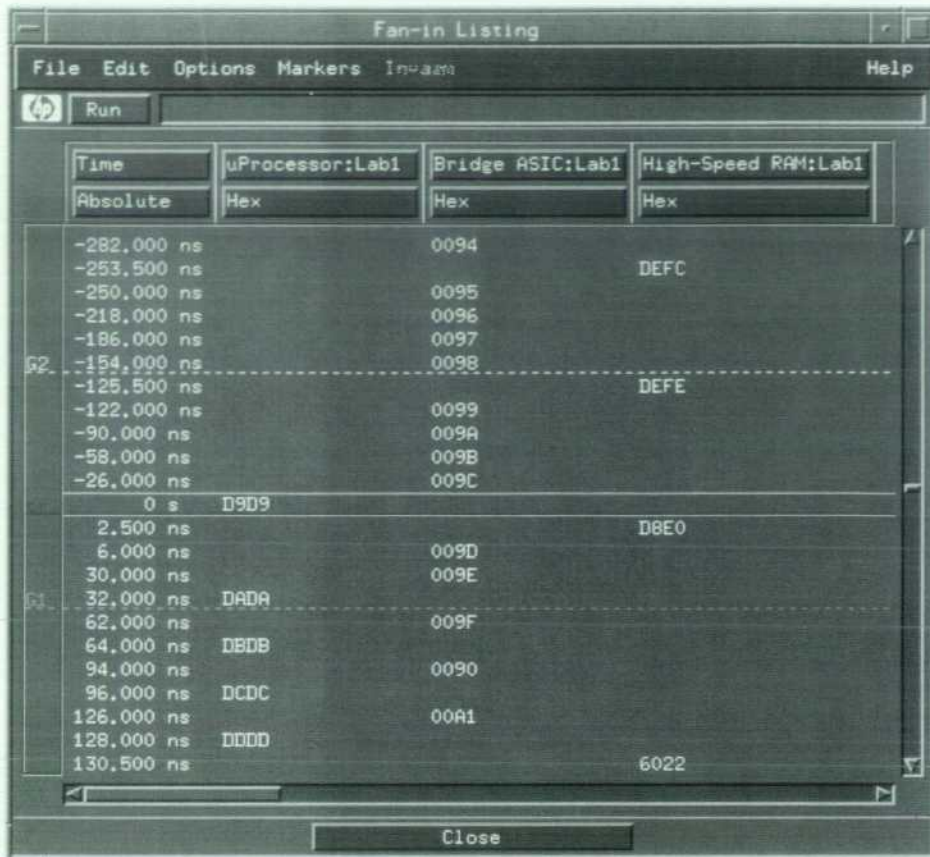 Fan-in Listing
File Edit Options Markers Help
hp Run
Time uProcessor:Lab1 Bridge ASIC:Lab1 High-Speed RAM:Lab1
Absolute Hex Hex Hex
-282.000 ns 0094
-253.500 ns DEFC
-250.000 ns 0095
-218.000 ns 0096
-186.000 ns 0097
G2 -154.000 ns 0098
-125.500 ns DEFE
-122.000 ns 0099
-90.000 ns 009A
-58.000 ns 009B
-26.000 ns 009C
0 s D9D9
2.500 ns D8E0
6.000 ns 009D
30.000 ns 009E
G1 32.000 ns DADA
62.000 ns 009F
64.000 ns DBDB
94.000 ns 0090
96.000 ns DCDC
126.000 ns 00A1
128.000 ns DDDD
130.500 ns 6022
Close